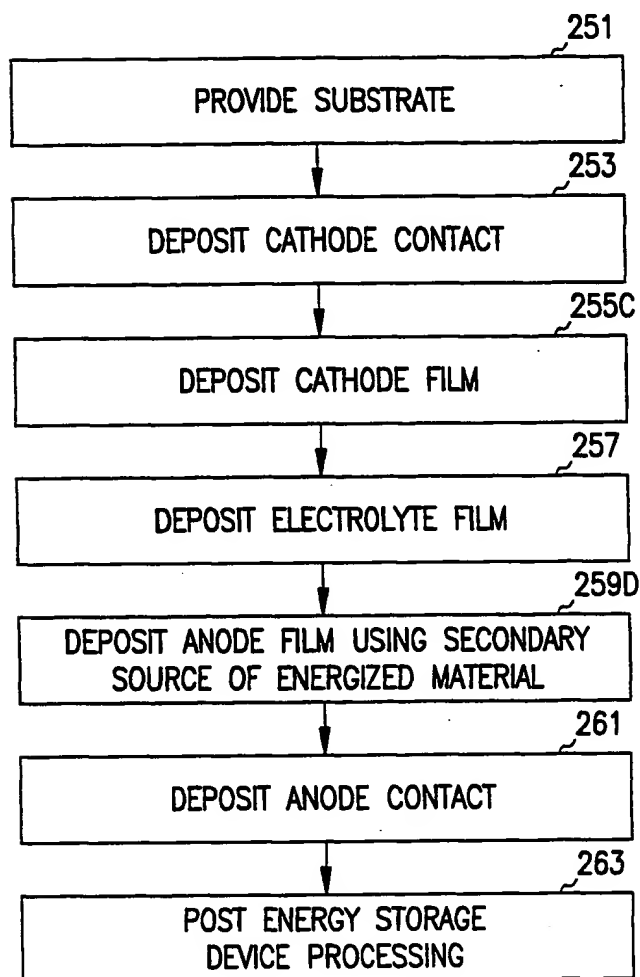 251
PROVIDE SUBSTRATE
253
DEPOSIT CATHODE CONTACT
255C
DEPOSIT CATHODE FILM
257
DEPOSIT ELECTROLYTE FILM
259D
DEPOSIT ANODE FILM USING SECONDARY
SOURCE OF ENERGIZED MATERIAL
261
DEPOSIT ANODE CONTACT
263
POST ENERGY STORAGE
DEVICE PROCESSING